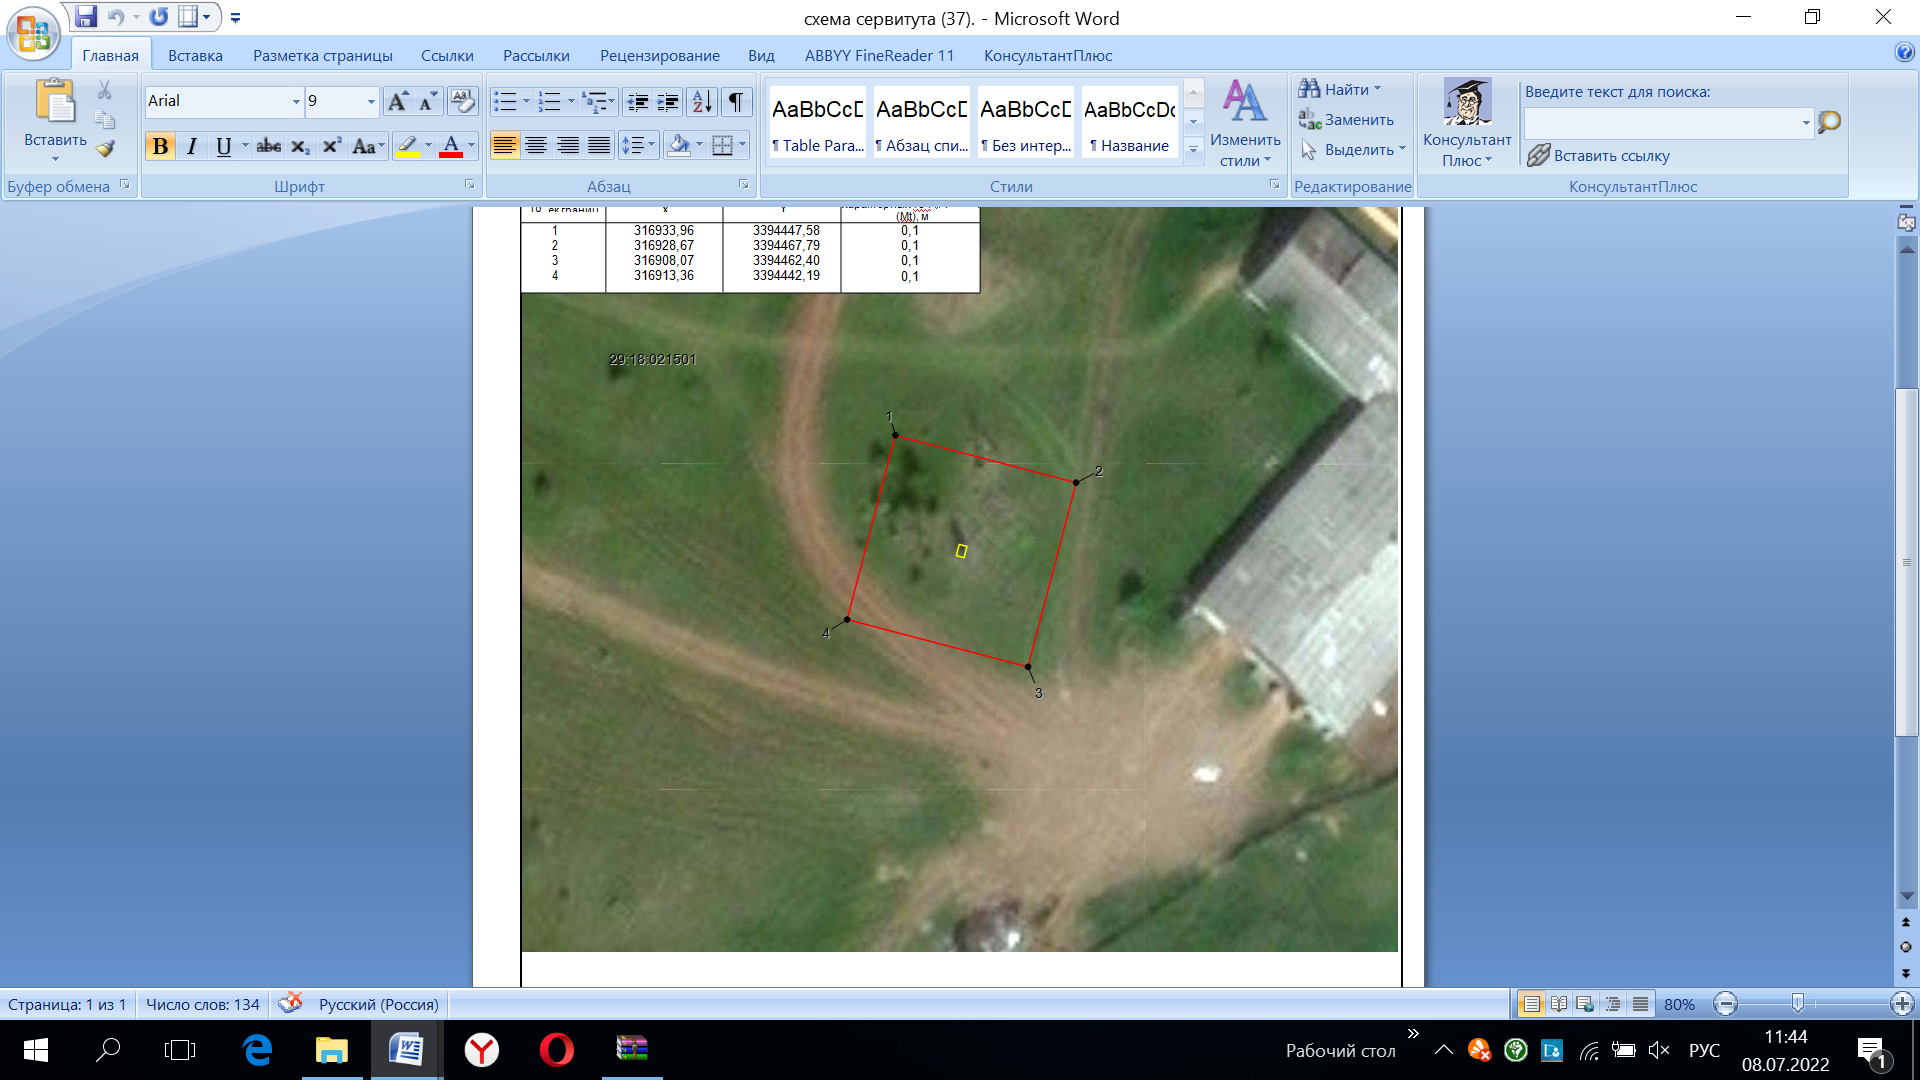 схема сервитута (37). - Microsoft Word
Главная Вставка Разметка страницы Ссылки Рассылки Рецензирование Вид ABBYY FineReader 11 КонсультантПлюс
Вставить
Буфер обмена
Arial 9
Шрифт
Абзац
AaBbCcD AaBbCcD AaBbCcD AaBbCcDc
¶ Table Para... ¶ Абзац спи... ¶ Без интер... ¶ Название
Изменить стили
Стили
Найти
Заменить
Выделить
Редактирование
Консультант Плюс
Введите текст для поиска:
Вставить ссылку
КонсультантПлюс
(Mt), м
1 316933,96 3394447,58 0,1
2 316928,67 3394467,79 0,1
3 316908,07 3394462,40 0,1
4 316913,36 3394442,19 0,1
29:18:021501
1
2
4
3
Страница: 1 из 1 Число слов: 134 Русский (Россия) 80%
Рабочий стол
РУС
11:44
08.07.2022
1